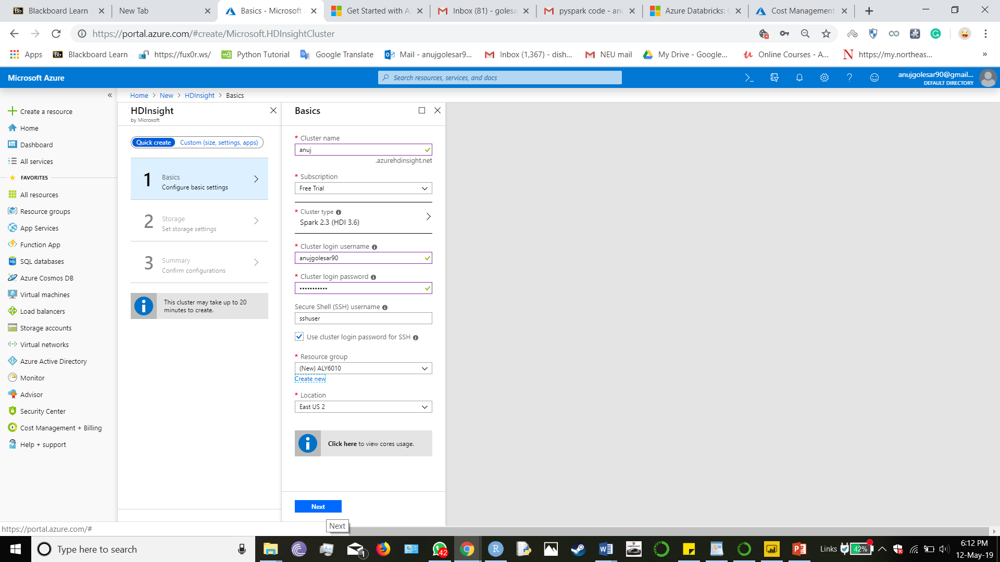 Blackboard Learn
New Tab
Basics - Microsoft
Get Started with A
Inbox (81) - golesa
pyspark code - anu
Azure Databricks:
Cost Management
https://portal.azure.com/#create/Microsoft.HDInsightCluster
Apps
Blackboard Learn
https://fux0r.ws/
Python Tutorial
Google Translate
Mail - anujgolesar9...
Inbox (1,367) - dish...
NEU mail
My Drive - Google...
Online Courses - A...
https://my.northeas...
»
Microsoft Azure
Search resources, services, and docs
anujgolesar90@gmail...
DEFAULT DIRECTORY
Home > New > HDInsight > Basics
Create a resource
Home
Dashboard
All services
FAVORITES
All resources
Resource groups
App Services
Function App
SQL databases
Azure Cosmos DB
Virtual machines
Load balancers
Storage accounts
Virtual networks
Azure Active Directory
Monitor
Advisor
Security Center
Cost Management + Billing
Help + support
HDInsight
by Microsoft
Quick create
Custom (size, settings, apps)
1
Basics
Configure basic settings
2
Storage
Set storage settings
3
Summary
Confirm configurations
This cluster may take up to 20
minutes to create.
Basics
* Cluster name
anuj
.azurehdinsight.net
* Subscription
Free Trial
* Cluster type
Spark 2.3 (HDI 3.6)
* Cluster login username
anujgolesar90
* Cluster login password
•••••••••••
Secure Shell (SSH) username
sshuser
Use cluster login password for SSH
* Resource group
(New) ALY6010
Create new
* Location
East US 2
Click here to view cores usage.
Next
Next
https://portal.azure.com/#
Type here to search
1
42
Links
42%
6:12 PM
12-May-19